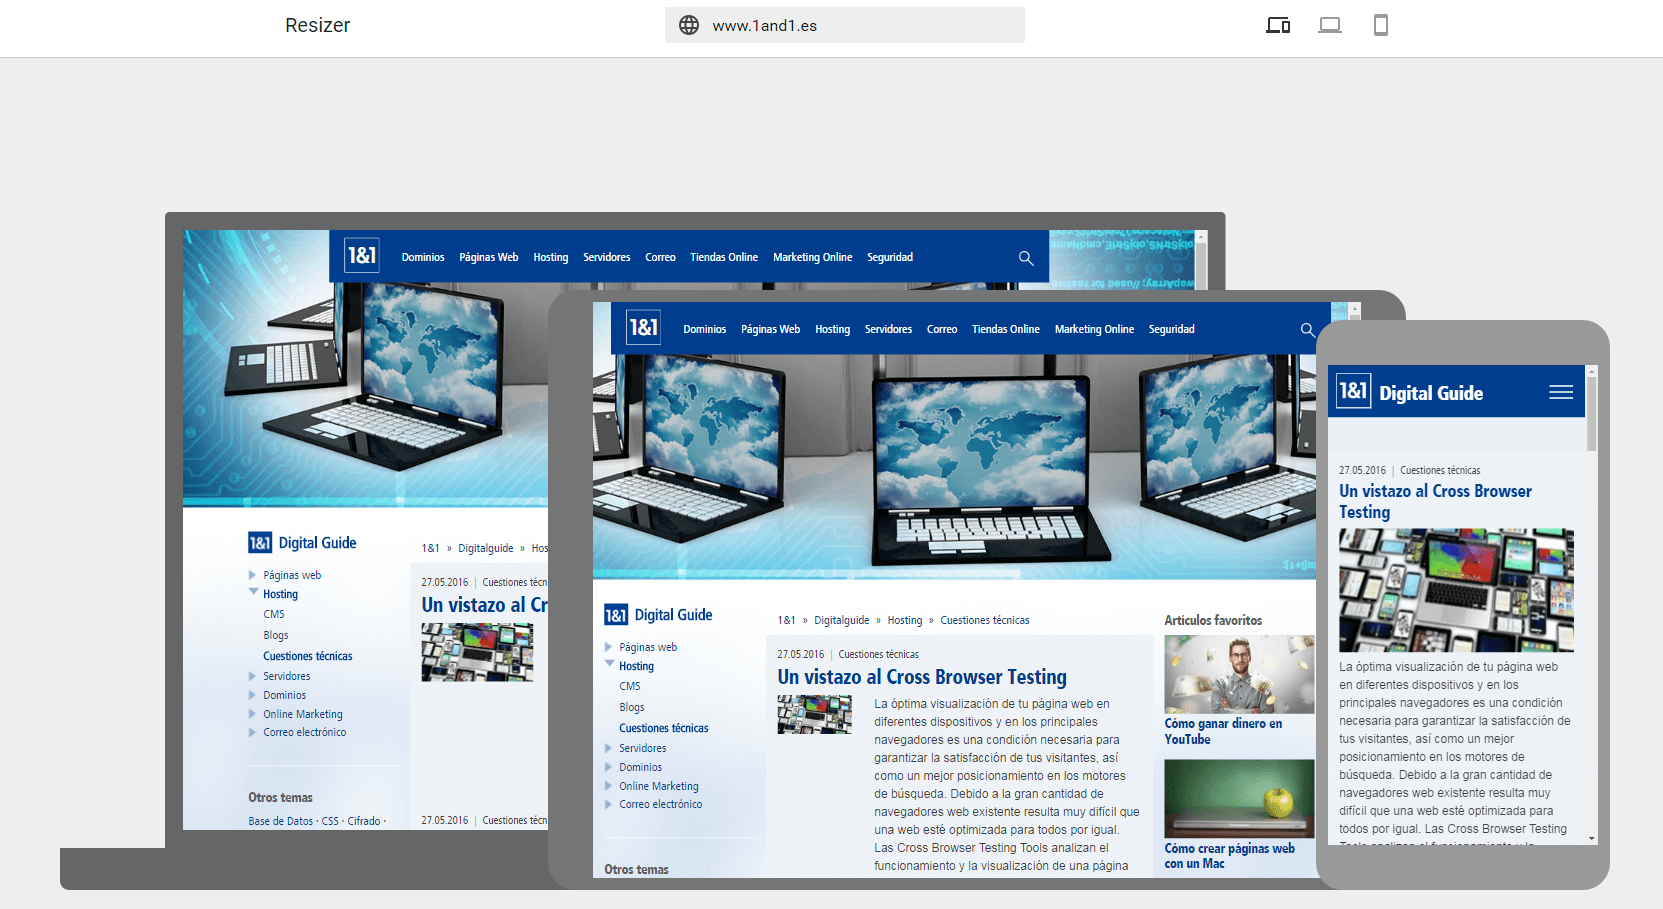 Resizer
www.1and1.es
1&1 Dominios Páginas Web Hosting Servidores Correo Tiendas Online Marketing Online Seguridad
1&1 Digital Guide
Páginas web
Hosting
CMS
Blogs
Cuestiones técnicas
Servidores
Dominios
Online Marketing
Correo electrónico
Otros temas
Base de Datos · CSS · Cifrado ·
1&1 » Digitalguide » Hos
27.05.2016 | Cuestiones técn
Un vistazo al Cr
27.05.2016 | Cuestiones técn
1&1 Dominios Páginas Web Hosting Servidores Correo Tiendas Online Marketing Online Seguridad
1&1 Digital Guide
Páginas web
Hosting
CMS
Blogs
Cuestiones técnicas
Servidores
Dominios
Online Marketing
Correo electrónico
Otros temas
1&1 » Digitalguide » Hosting » Cuestiones técnicas
27.05.2016 | Cuestiones técnicas
Un vistazo al Cross Browser Testing
La óptima visualización de tu página web en
diferentes dispositivos y en los principales
navegadores es una condición necesaria para
garantizar la satisfacción de tus visitantes, así
como un mejor posicionamiento en los motores
de búsqueda. Debido a la gran cantidad de
navegadores web existente resulta muy difícil que
una web esté optimizada para todos por igual.
Las Cross Browser Testing Tools analizan el
funcionamiento y la visualización de una página
Artículos favoritos
Cómo ganar dinero en
YouTube
Cómo crear páginas web
con un Mac
1&1 Digital Guide
27.05.2016 | Cuestiones técnicas
Un vistazo al Cross Browser
Testing
La óptima visualización de tu página web
en diferentes dispositivos y en los
principales navegadores es una condición
necesaria para garantizar la satisfacción de
tus visitantes, así como un mejor
posicionamiento en los motores de
búsqueda. Debido a la gran cantidad de
navegadores web existente resulta muy
difícil que una web esté optimizada para
todos por igual. Las Cross Browser Testing
Tools analizan el funcionamiento y la